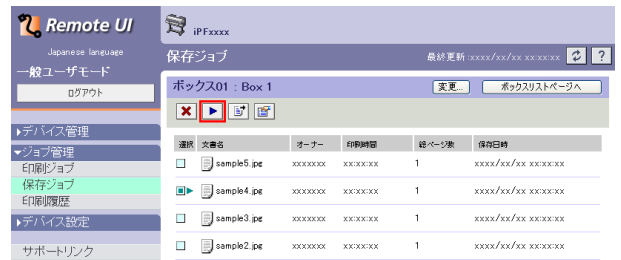 Remote UI
Japanese language
一般ユーザモード
ログアウト
▶デバイス管理
▼ジョブ管理
印刷ジョブ
保存ジョブ
印刷履歴
▶デバイス設定
サポートリンク
iPFxxxx
保存ジョブ
最終更新 :xxxx/xx/xx xx:xx:xx
?
ボックス01 : Box 1
変更...
ボックスリストページへ
選択 文書名 オーナー 印刷時間 総ページ数 保存日時
sample5.jpg xxxxxxx xx:xx:xx 1 xxxx/xx/xx xx:xx:xx
sample4.jpg xxxxxxx xx:xx:xx 1 xxxx/xx/xx xx:xx:xx
sample3.jpg xxxxxxx xx:xx:xx 1 xxxx/xx/xx xx:xx:xx
sample2.jpg xxxxxxx xx:xx:xx 1 xxxx/xx/xx xx:xx:xx